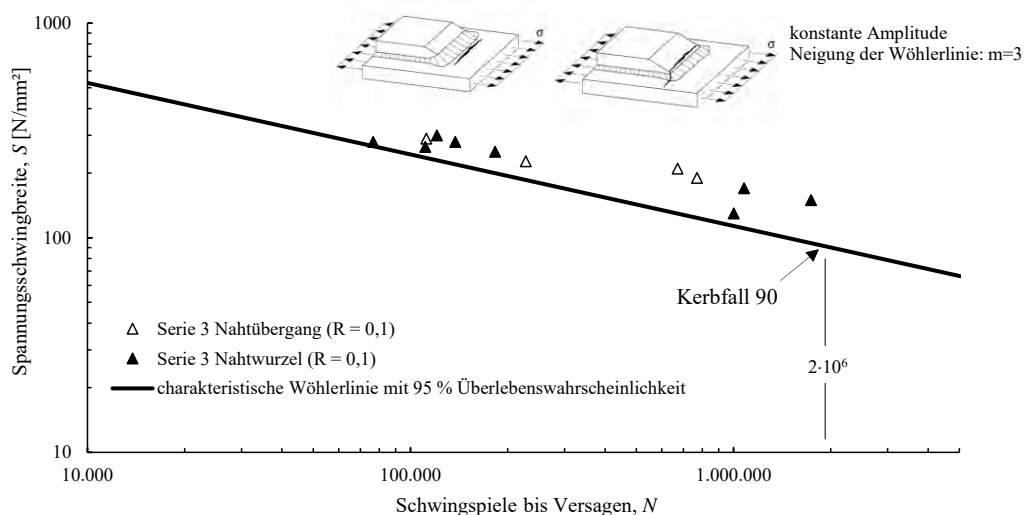 1000
100
10
Spannungsschwingbreite, S [N/mm²]
σ
σ
konstante Amplitude
Neigung der Wöhlerlinie: m=3
Kerbfall 90
2·10⁶
Serie 3 Nahtübergang (R = 0,1)
Serie 3 Nahtwurzel (R = 0,1)
charakteristische Wöhlerlinie mit 95 % Überlebenswahrscheinlichkeit
10.000
100.000
1.000.000
Schwingspiele bis Versagen, N